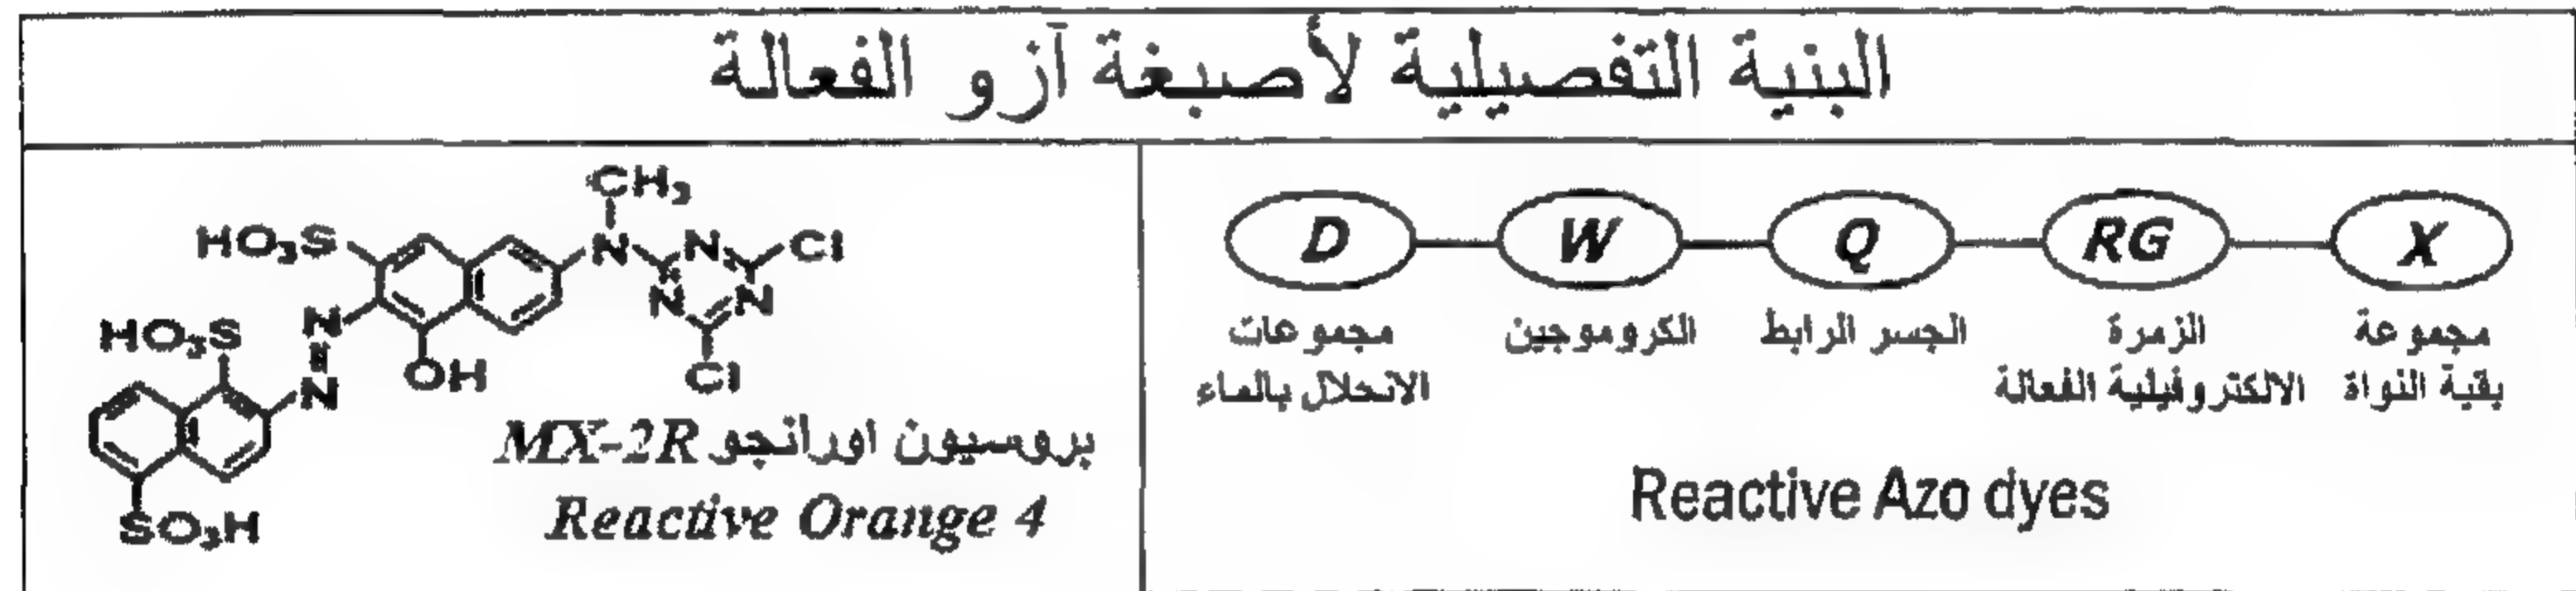 البنية التفصيلية لأصبغة آزو الفعالة
D W Q RG X
مجموعات الانحلال بالماء
الكروموجين
الجسر الرابط
الزمرة الالكتروفيلية الفعالة
مجموعة بقية النواة
Reactive Azo dyes
CH3
HO3S N N Cl
N N
HO3S N
N OH Cl
SO3H
بروسيون اورانجو MX-2R
Reactive Orange 4